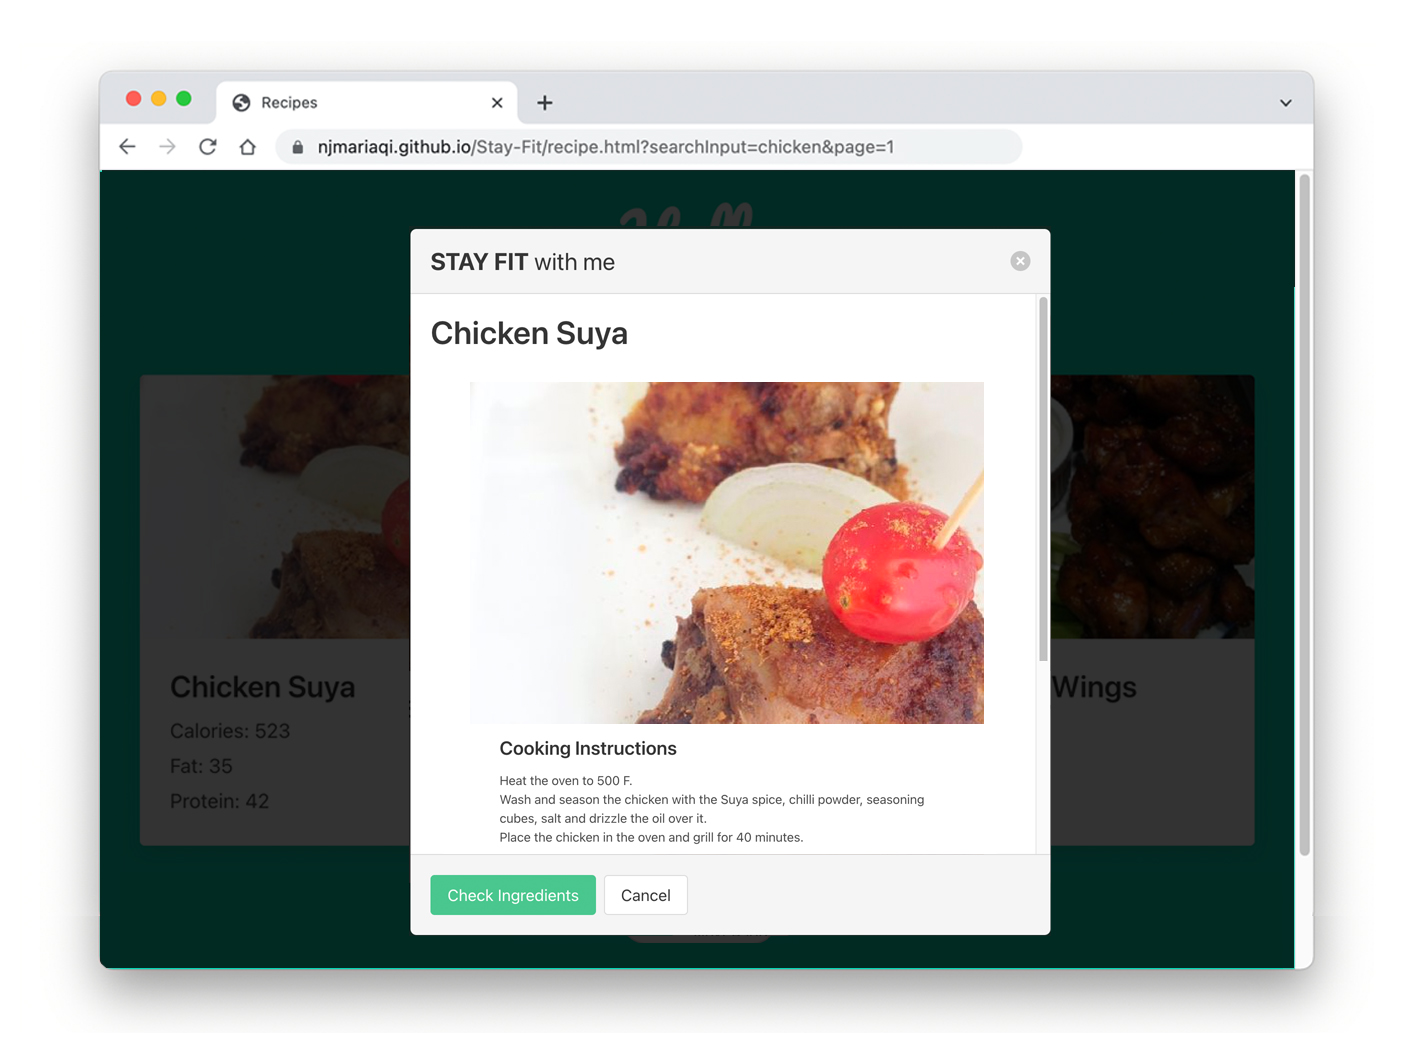 Recipes
njmariaqi.github.io/Stay-Fit/recipe.html?searchInput=chicken&page=1
STAY FIT with me
Chicken Suya
Cooking Instructions
Heat the oven to 500 F.
Wash and season the chicken with the Suya spice, chilli powder, seasoning
cubes, salt and drizzle the oil over it.
Place the chicken in the oven and grill for 40 minutes.
Check Ingredients
Cancel
Chicken Suya
Calories: 523
Fat: 35
Protein: 42
Wings